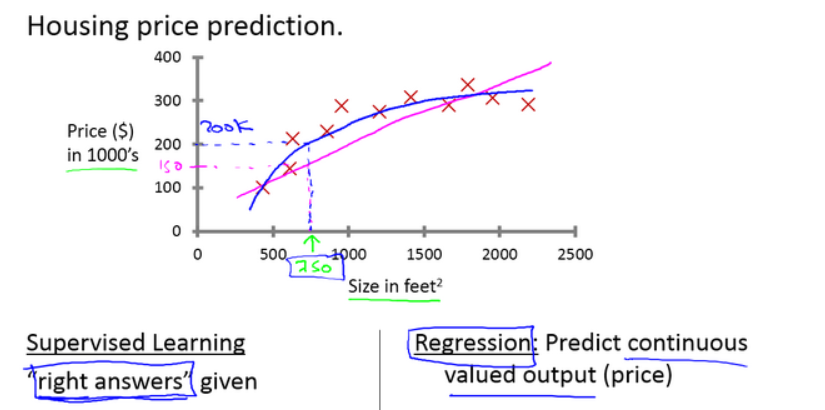 Housing price prediction.
400
300
200
100
0
Price ($)
in 1000's
200K
150
0
500
1000
1500
2000
2500
750
Size in feet²
Supervised Learning
"right answers" given
Regression: Predict continuous
valued output (price)